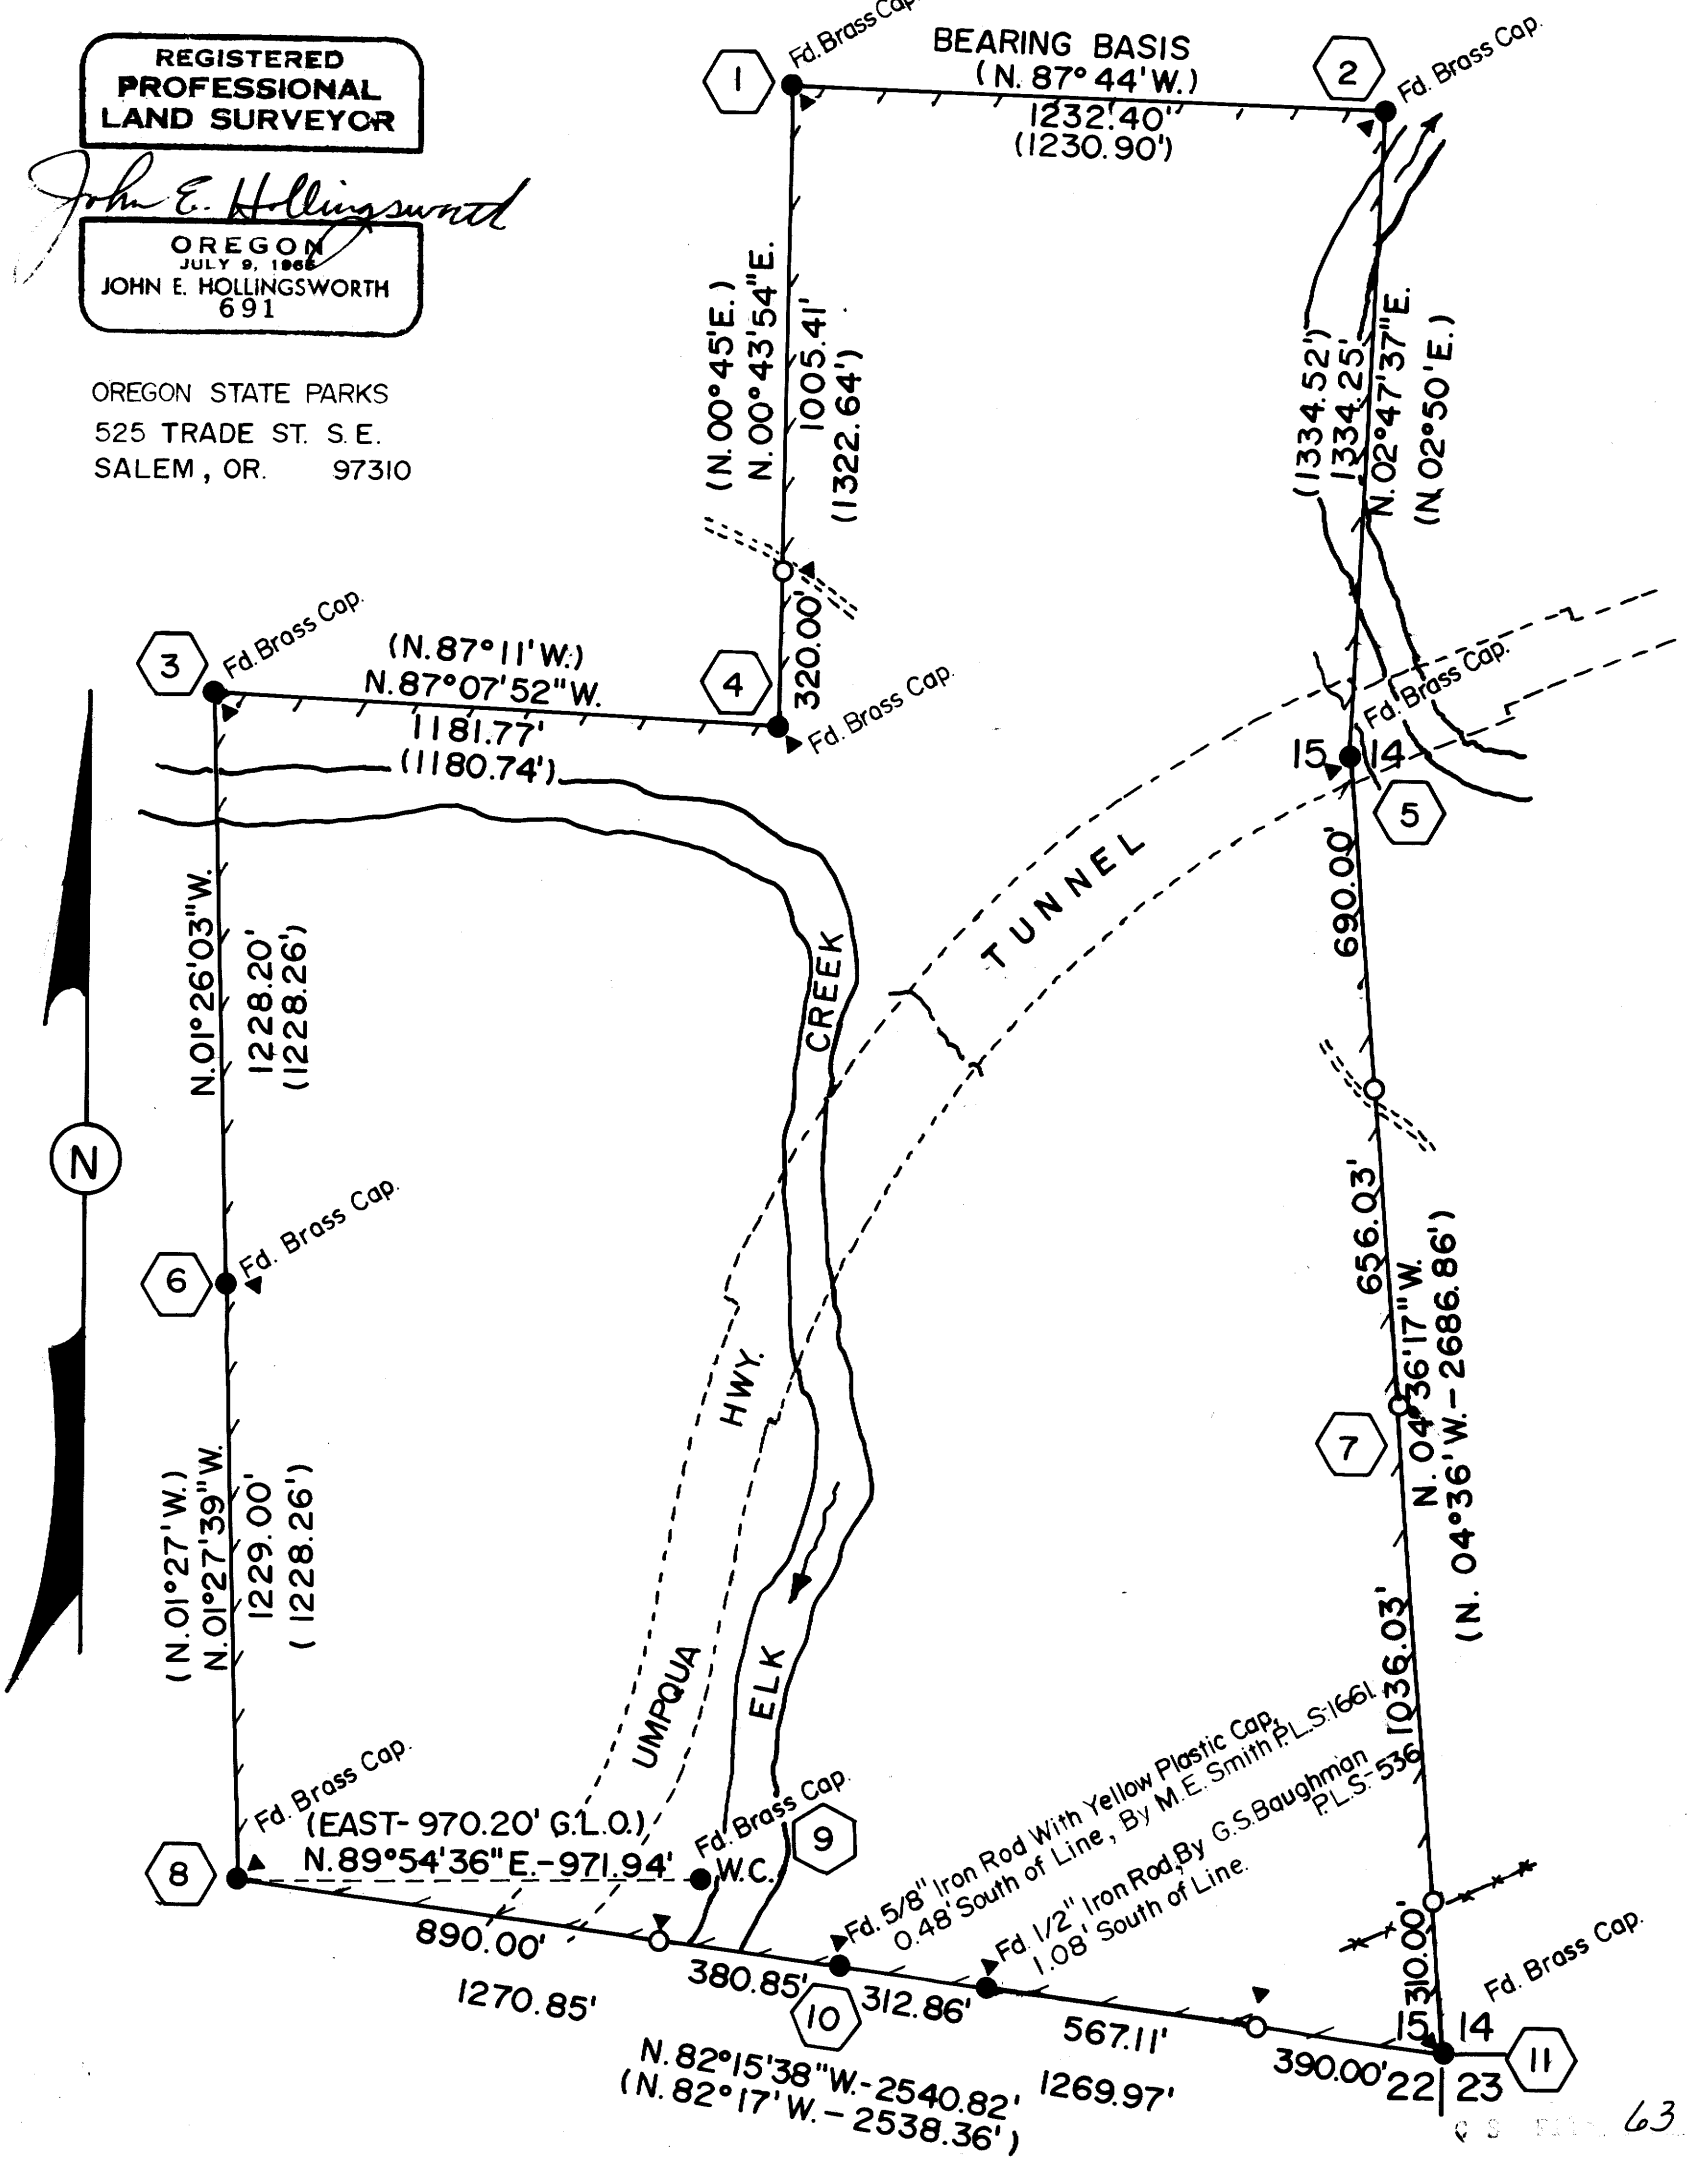 REGISTERED
PROFESSIONAL
LAND SURVEYOR
John E. Hollingsworth
OREGON
JULY 9, 1966
JOHN E. HOLLINGSWORTH
691
OREGON STATE PARKS
525 TRADE ST. S.E.
SALEM, OR. 97310
1
Fd. Brass Cap.
BEARING BASIS
(N. 87°44'W.)
1232.40'
(1230.90')
2
Fd. Brass Cap.
(N.00°45'E.)
N.00°43'54"E.
1005.41'
(1322.64')
320.00'
(1334.52')
1334.25'
N.02°47'37"E.
(N.02°50'E.)
3
Fd. Brass Cap.
(N.87°11'W.)
N.87°07'52"W.
1181.77'
(1180.74')
4
Fd. Brass Cap.
Fd. Brass Cap.
15 14
5
TUNNEL
690.00'
N.01°26'03"W.
1228.20'
(1228.26')
CREEK
N
6
Fd. Brass Cap.
656.03'
7
N. 04°36'17"W.
(N. 04°36'W.-2686.86')
HWY.
UMPQUA
ELK
(N.01°27'W.)
N.01°27'39"W.
1229.00'
(1228.26')
1036.03'
8
Fd. Brass Cap.
(EAST-970.20' G.L.O.)
N.89°54'36"E.-971.94'
Fd. Brass Cap.
W.C.
9
Fd. 5/8" Iron Rod With Yellow Plastic Cap,
0.48' South of Line, By M.E. Smith P.L.S.-1661.
Fd. 1/2" Iron Rod, By G.S. Baughman
P.L.S.-536
1.08' South of Line.
310.00'
Fd. Brass Cap.
890.00'
380.85'
312.86'
567.11'
390.00'
1270.85'
10
1269.97'
N.82°15'38"W.-2540.82'
(N.82°17'W.-2538.36')
15 14
22 23
11
63